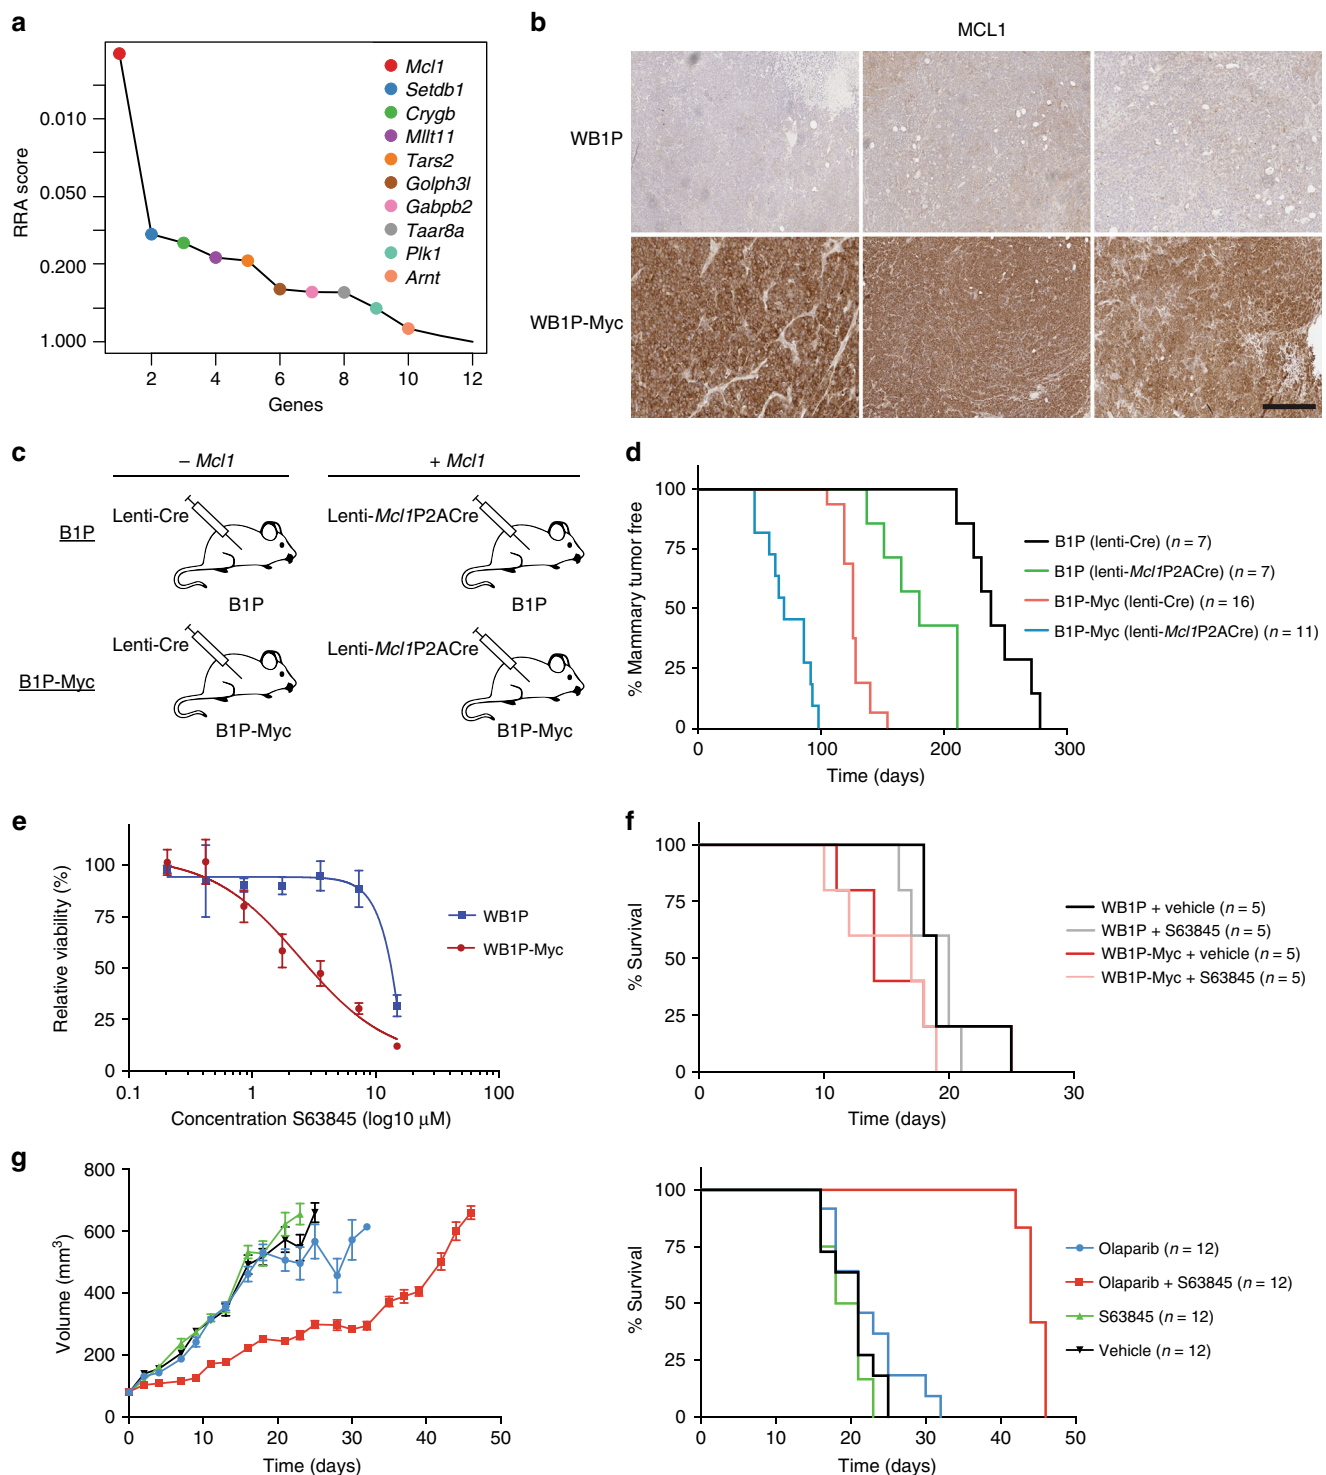 a
RRA score
0.010
0.050
0.200
1.000
2
4
6
8
10
12
Genes
Mcl1
Setdb1
Crygb
Mllt11
Tars2
Golph3l
Gabpb2
Taar8a
Plk1
Arnt
b
MCL1
WB1P
WB1P-Myc
c
– Mcl1
+ Mcl1
B1P
Lenti-Cre
Lenti-Mcl1P2ACre
B1P
B1P
B1P-Myc
Lenti-Cre
Lenti-Mcl1P2ACre
B1P-Myc
B1P-Myc
d
% Mammary tumor free
100
75
50
25
0
0
100
200
300
Time (days)
B1P (lenti-Cre) (n = 7)
B1P (lenti-Mcl1P2ACre) (n = 7)
B1P-Myc (lenti-Cre) (n = 16)
B1P-Myc (lenti-Mcl1P2ACre) (n = 11)
e
Relative viability (%)
100
75
50
25
0
0.1
1
10
100
Concentration S63845 (log10 μM)
WB1P
WB1P-Myc
f
% Survival
100
75
50
25
0
0
10
20
30
Time (days)
WB1P + vehicle (n = 5)
WB1P + S63845 (n = 5)
WB1P-Myc + vehicle (n = 5)
WB1P-Myc + S63845 (n = 5)
g
Volume (mm³)
800
600
400
200
0
0
10
20
30
40
50
Time (days)
% Survival
100
75
50
25
0
0
10
20
30
40
50
Time (days)
Olaparib (n = 12)
Olaparib + S63845 (n = 12)
S63845 (n = 12)
Vehicle (n = 12)